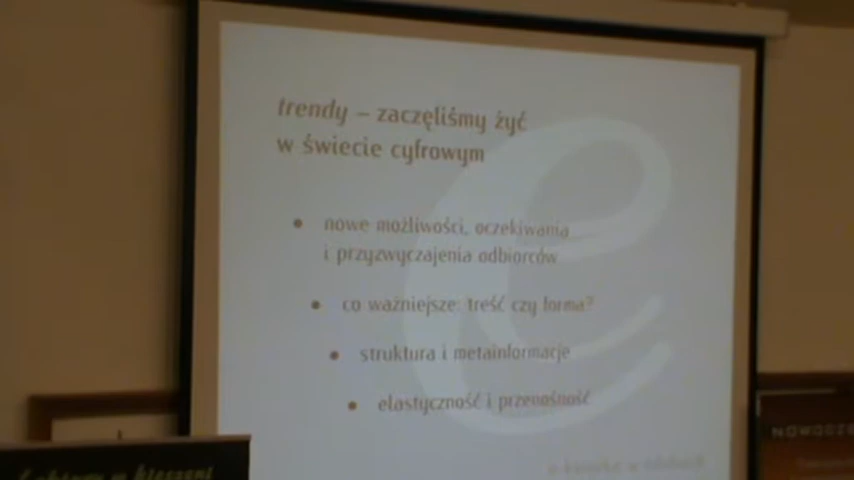 trendy – zaczęliśmy żyć
w świecie cyfrowym
• nowe możliwości, oczekiwania
i przyzwyczajenia odbiorców
• co ważniejsze: treść czy forma?
• struktura i metainformacje
• elastyczność i przenośność
w kieszeni